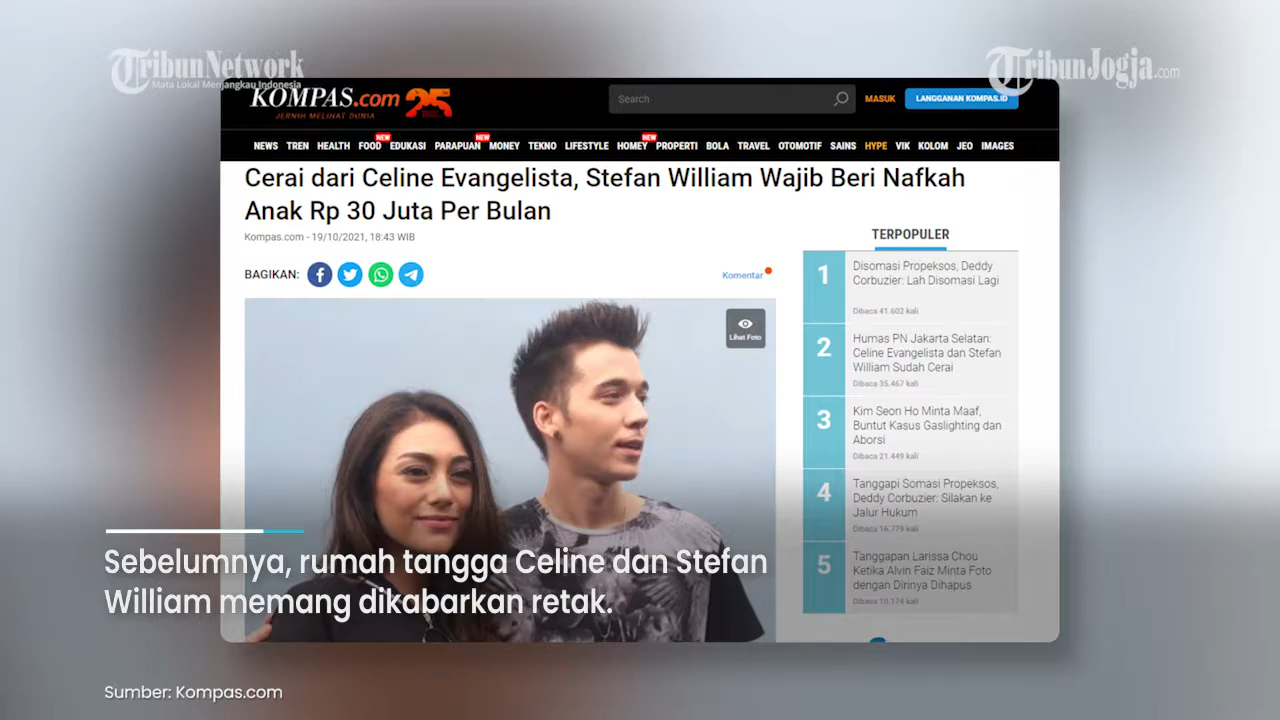 TribunNetwork
Mata Lokal Menjangkau Indonesia
TribunJogja.com
KOMPAS.com 25
JERNIH MELIHAT DUNIA
Search
MASUK
LANGGANAN KOMPAS.ID
NEWS TREN HEALTH FOOD NEW EDUKASI PARAPUAN NEW MONEY TEKNO LIFESTYLE HOMEY NEW PROPERTI BOLA TRAVEL OTOMOTIF SAINS HYPE VIK KOLOM JEO IMAGES
Cerai dari Celine Evangelista, Stefan William Wajib Beri Nafkah
Anak Rp 30 Juta Per Bulan
Kompas.com - 19/10/2021, 18:43 WIB
BAGIKAN:
Komentar
Lihat Foto
TERPOPULER
1
Disomasi Propeksos, Deddy
Corbuzier: Lah Disomasi Lagi
Dibaca 41.602 kali
2
Humas PN Jakarta Selatan:
Celine Evangelista dan Stefan
William Sudah Cerai
Dibaca 35.467 kali
3
Kim Seon Ho Minta Maaf,
Buntut Kasus Gaslighting dan
Aborsi
Dibaca 21.449 kali
4
Tanggapi Somasi Propeksos,
Deddy Corbuzier: Silakan ke
Jalur Hukum
Dibaca 16.779 kali
5
Tanggapan Larissa Chou
Ketika Alvin Faiz Minta Foto
dengan Dirinya Dihapus
Dibaca 10.174 kali
Sebelumnya, rumah tangga Celine dan Stefan
William memang dikabarkan retak.
Sumber: Kompas.com